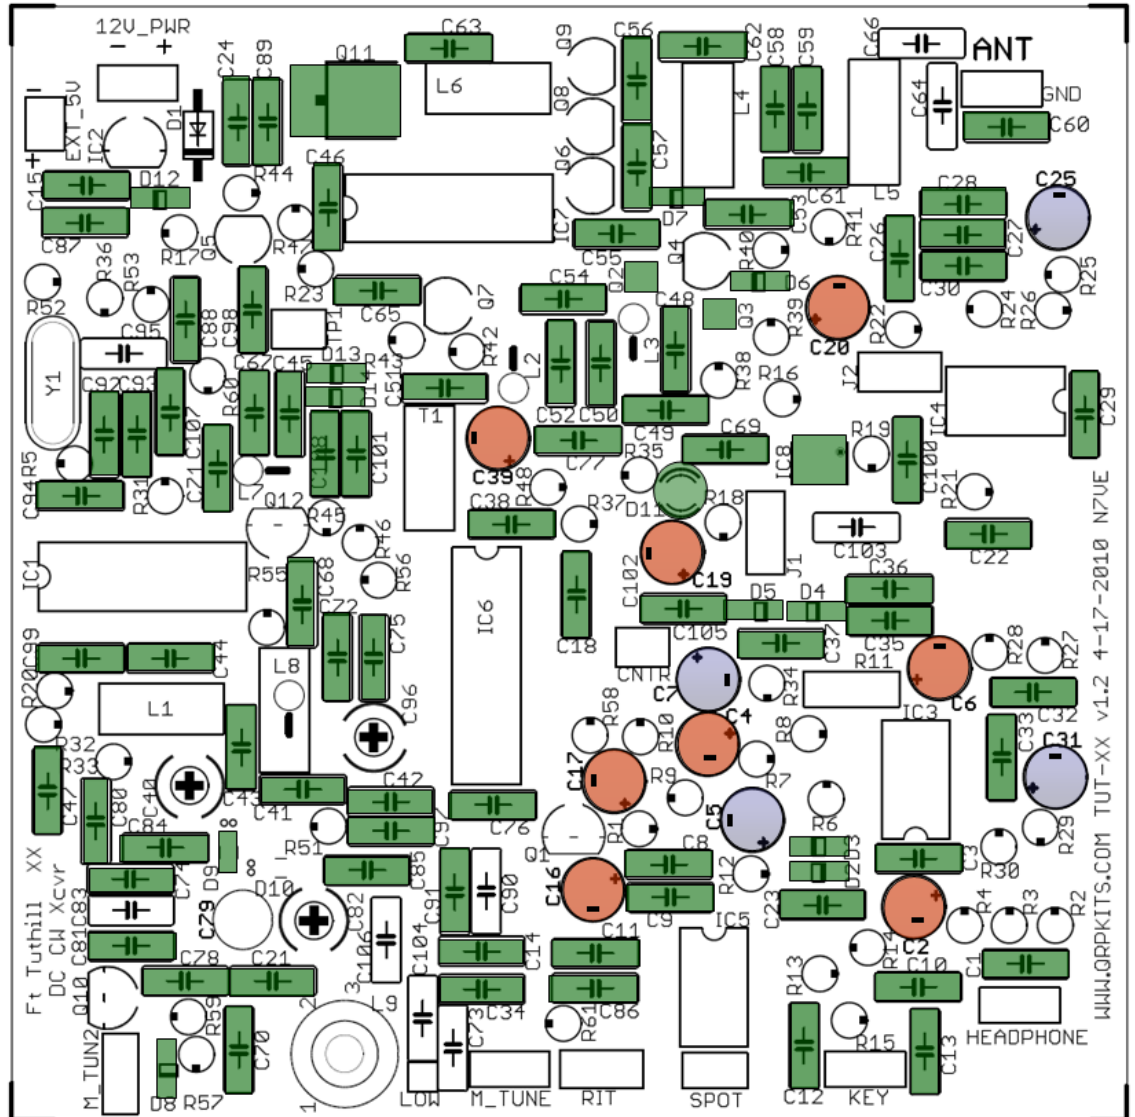 12V_PWR
- +
C24
C89
Q11
C63
Q9
C56
C62
C58
C59
C66
ANT
-
EXT_5V
+
IC2
D1
L6
Q8
L4
C64
GND
C60
C15
D12
R44
C46
Q6
C57
C61
L5
C28
C25
C87
R17
Q5
R47
IC7
C55
D7
C53
R41
C26
C27
R36
R53
R23
C65
Q7
C54
Q2
Q4
R40
D6
C30
R25
R52
C95
C88
C98
TP1
R42
L2
C48
L3
Q3
R39
C20
R22
R24
R26
Y1
C92
C93
C107
R60
C67
C45
D13
R43
D14
C51
T1
C52
C50
C49
R38
R16
J2
IC4
C29
R5
C94
R31
C71
L7
C101
C39
C77
R35
C69
IC8
R19
C100
R21
Q12
R45
R46
C38
R48
R37
D11
R18
J1
C103
C22
IC1
R55
C68
R56
IC6
C102
C19
C36
C72
C75
C18
C105
D5
D4
C35
C37
C99
R20
C44
L8
CNTR
C7
R34
R11
C6
R28
R27
L1
C96
R58
R10
C4
R8
IC3
C33
C32
C31
R32
R33
C47
C80
C40
C43
C41
C42
C97
C76
C17
R9
R7
C5
R6
R29
C84
D9
8
8
R51
D10
C85
Q1
R1
C8
R12
D3
D2
C3
R30
C74
C83
C79
C82
C91
C90
C16
C9
IC5
C23
C2
R4
R3
R2
C81
C106
C104
C14
C11
R14
C1
Q10
C78
C21
L9
C34
C86
R13
C10
R59
2
3
C73
R61
R15
HEADPHONE
M_TUN2
D8
R57
C70
1
LOW
M_TUNE
RIT
SPOT
C12
KEY
C13
Ft Tuthill XX
DC CW Xcvr
WWW.QRPKITS.COM TUT-XX v1.2 4-17-2010 N7VE